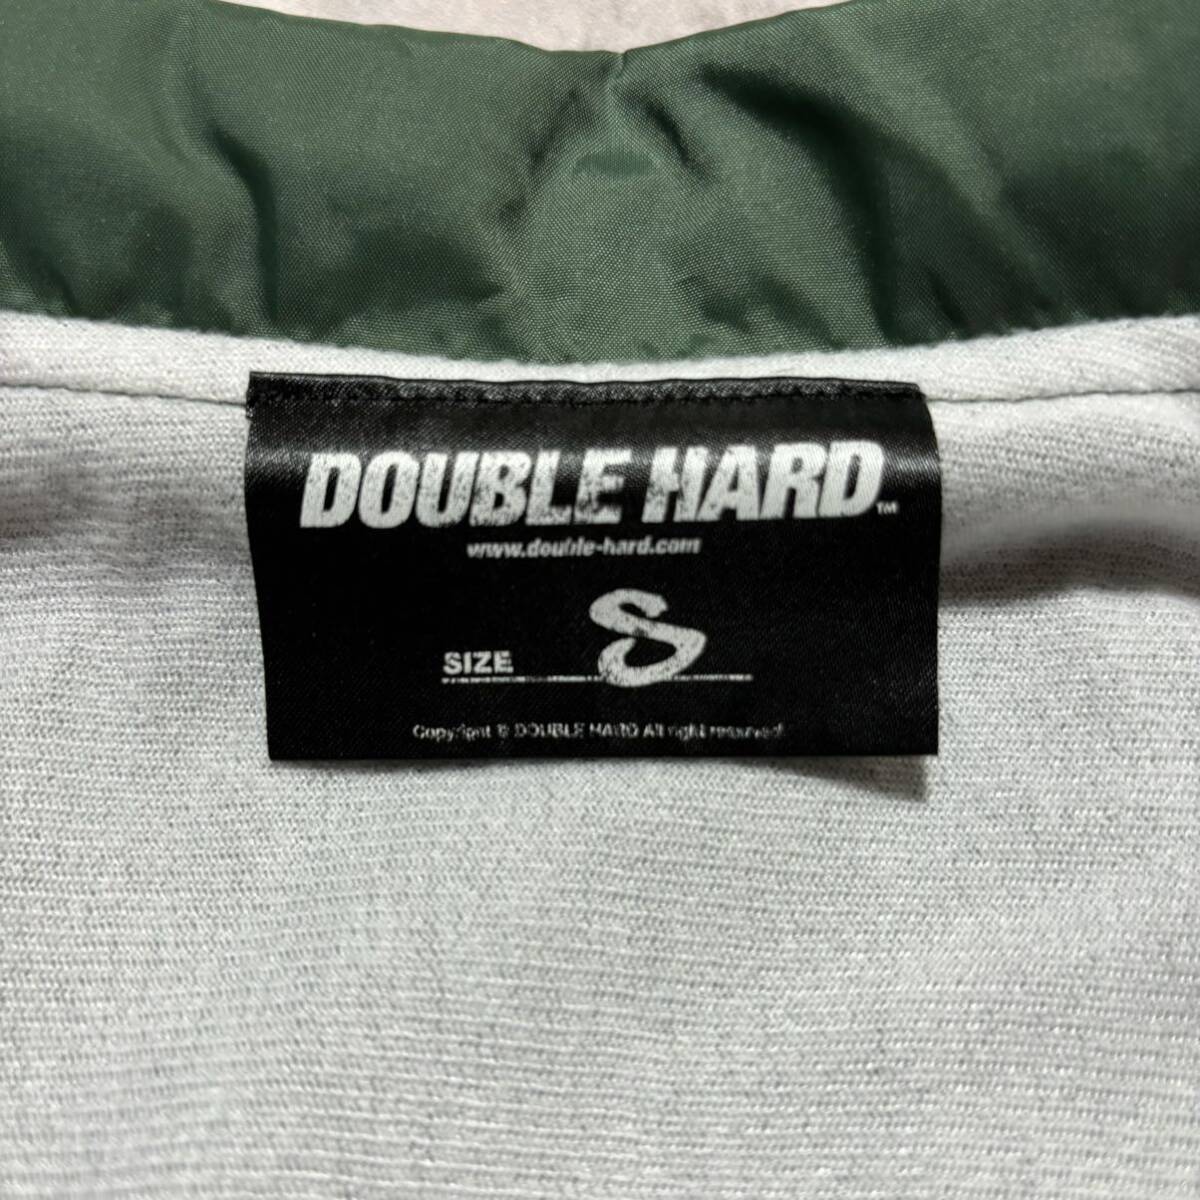 DOUBLE HARD™
www.double-hard.com
SIZE S
Copyright © DOUBLE HARD All right reserved